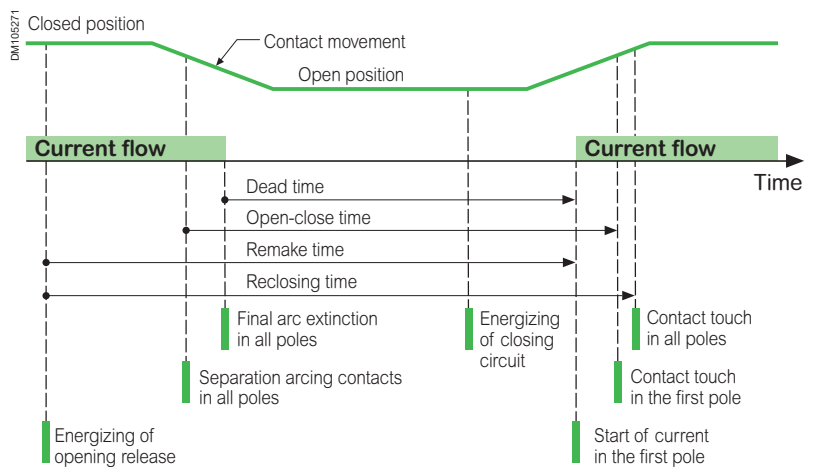 DM105271
Closed position
Contact movement
Open position
Current flow
Current flow
Time
Dead time
Open-close time
Remake time
Reclosing time
Final arc extinction
in all poles
Energizing
of closing
circuit
Contact touch
in all poles
Separation arcing contacts
in all poles
Contact touch
in the first pole
Energizing of
opening release
Start of current
in the first pole